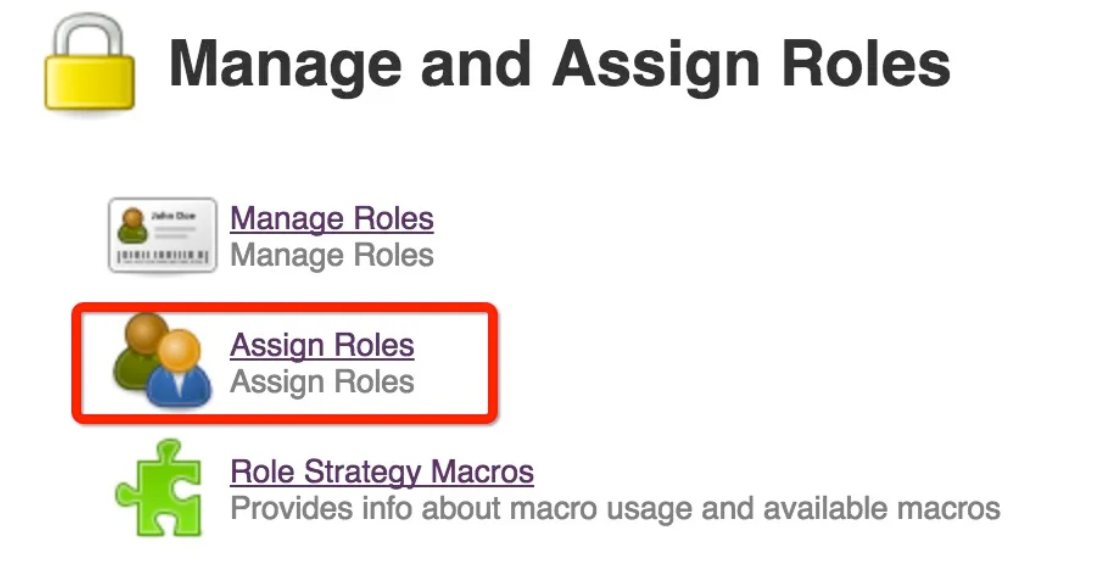 Manage and Assign Roles
John Doe
Manage Roles
Manage Roles
Assign Roles
Assign Roles
Role Strategy Macros
Provides info about macro usage and available macros